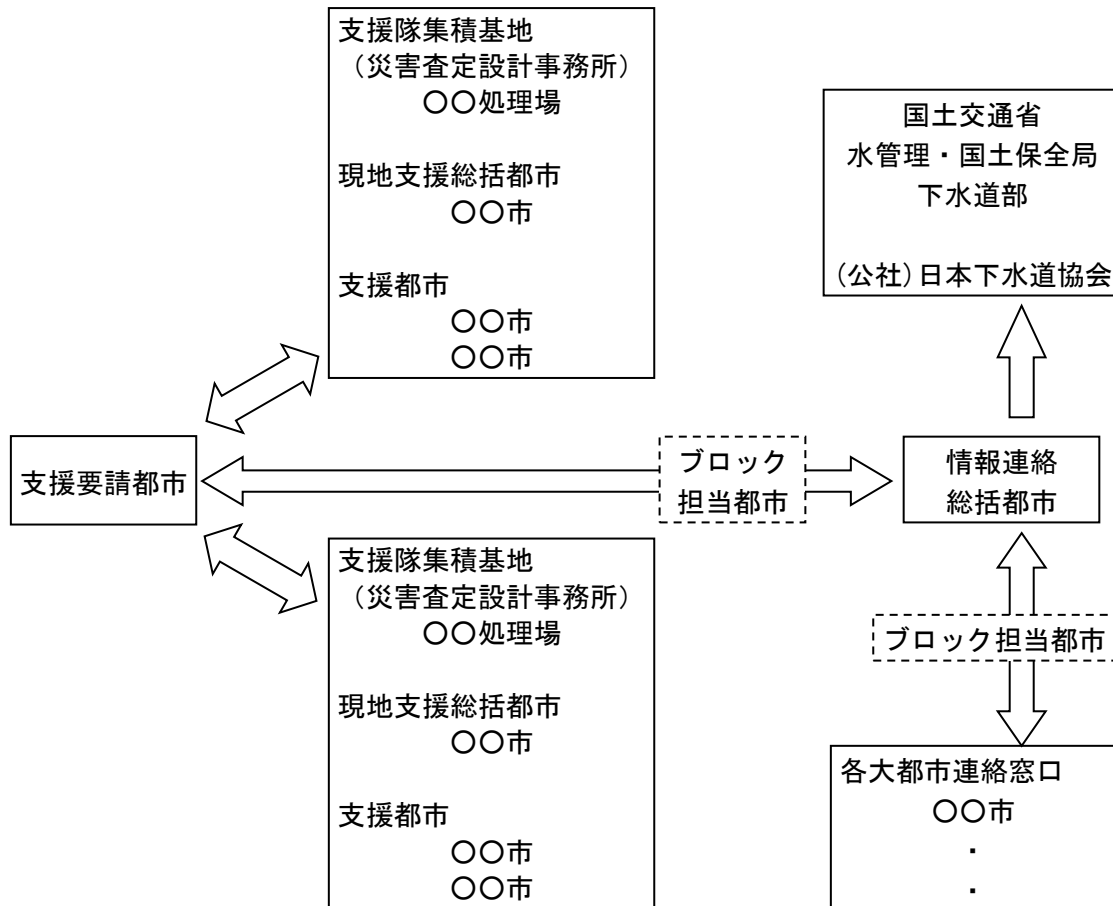 支援隊集積基地
（災害査定設計事務所）
〇〇処理場
現地支援総括都市
〇〇市
支援都市
〇〇市
〇〇市
国土交通省
水管理・国土保全局
下水道部
(公社)日本下水道協会
支援要請都市
ブロック
担当都市
情報連絡
総括都市
支援隊集積基地
（災害査定設計事務所）
〇〇処理場
現地支援総括都市
〇〇市
支援都市
〇〇市
〇〇市
ブロック担当都市
各大都市連絡窓口
〇〇市
・
・